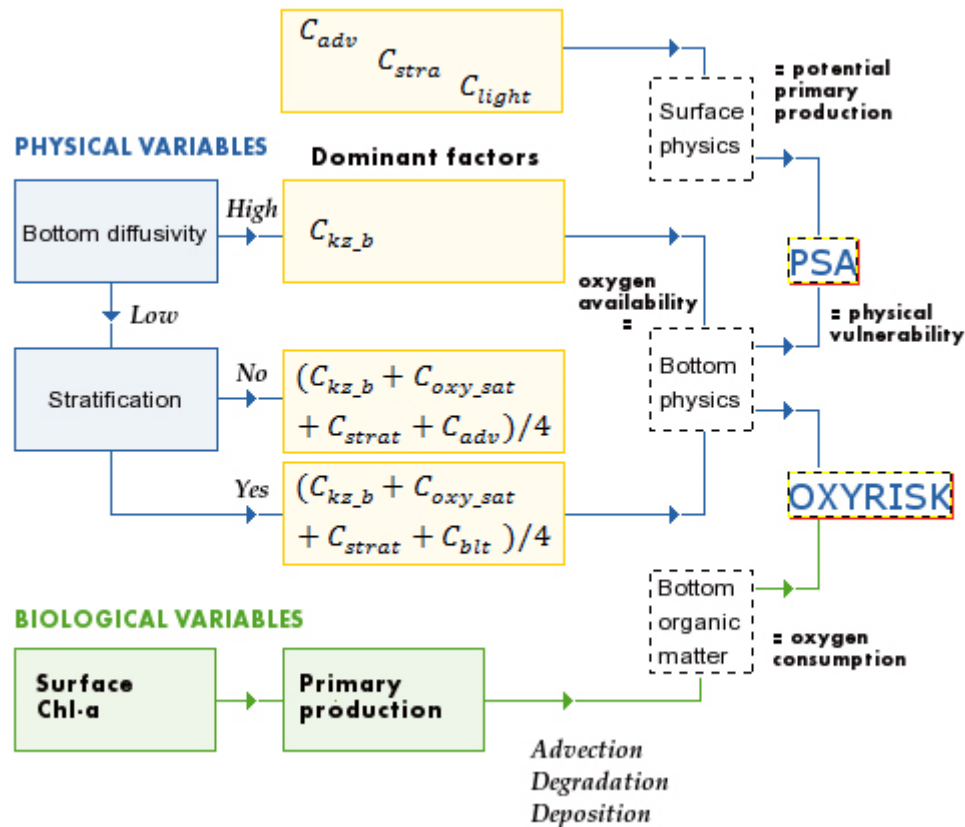 C_adv
C_stra
C_light
= potential
primary
production
Surface
physics
PHYSICAL VARIABLES
Dominant factors
Bottom diffusivity
High
C_kz_b
PSA
oxygen
availability
=
= physical
vulnerability
Low
Bottom
physics
Stratification
No
(C_kz_b + C_oxy_sat
+ C_strat + C_adv)/4
Yes
(C_kz_b + C_oxy_sat
+ C_strat + C_blt)/4
OXYRISK
Bottom
organic
matter
= oxygen
consumption
BIOLOGICAL VARIABLES
Surface
Chl-a
Primary
production
Advection
Degradation
Deposition